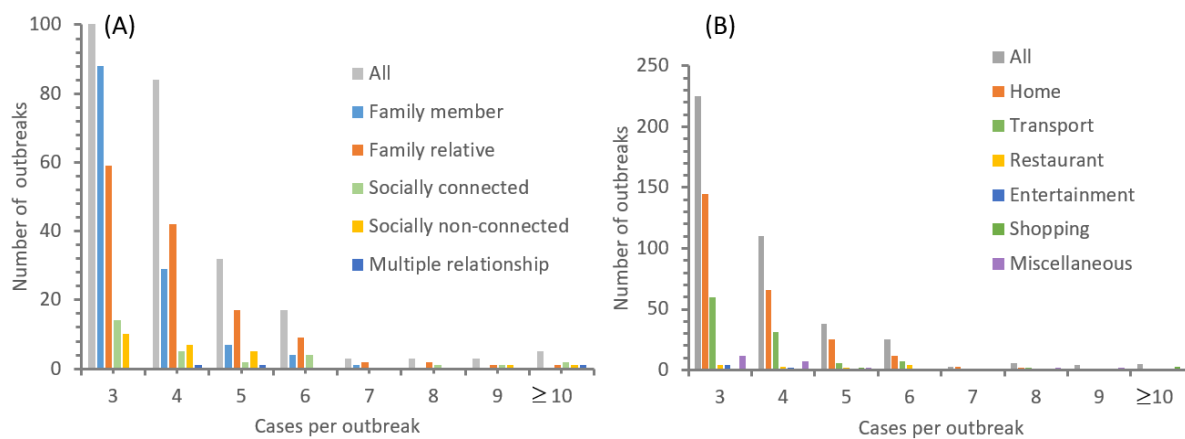 (A)
Number of outbreaks
100
80
60
40
20
0
All
Family member
Family relative
Socially connected
Socially non-connected
Multiple relationship
3 4 5 6 7 8 9 ≥10
Cases per outbreak
(B)
Number of outbreaks
250
200
150
100
50
0
All
Home
Transport
Restaurant
Entertainment
Shopping
Miscellaneous
3 4 5 6 7 8 9 ≥10
Cases per outbreak